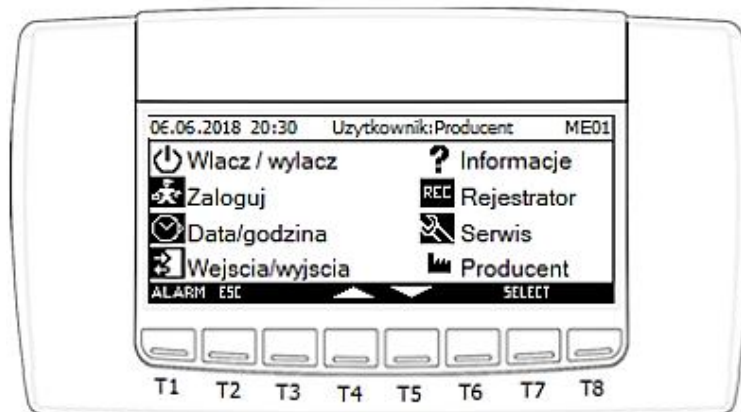 06.06.2018 20:30 Uzytkownik:Producent ME01
Wlacz / wylacz ? Informacje
Zaloguj REC Rejestrator
Data/godzina Serwis
Wejscia/wyjscia Producent
ALARM ESC SELECT
T1 T2 T3 T4 T5 T6 T7 T8